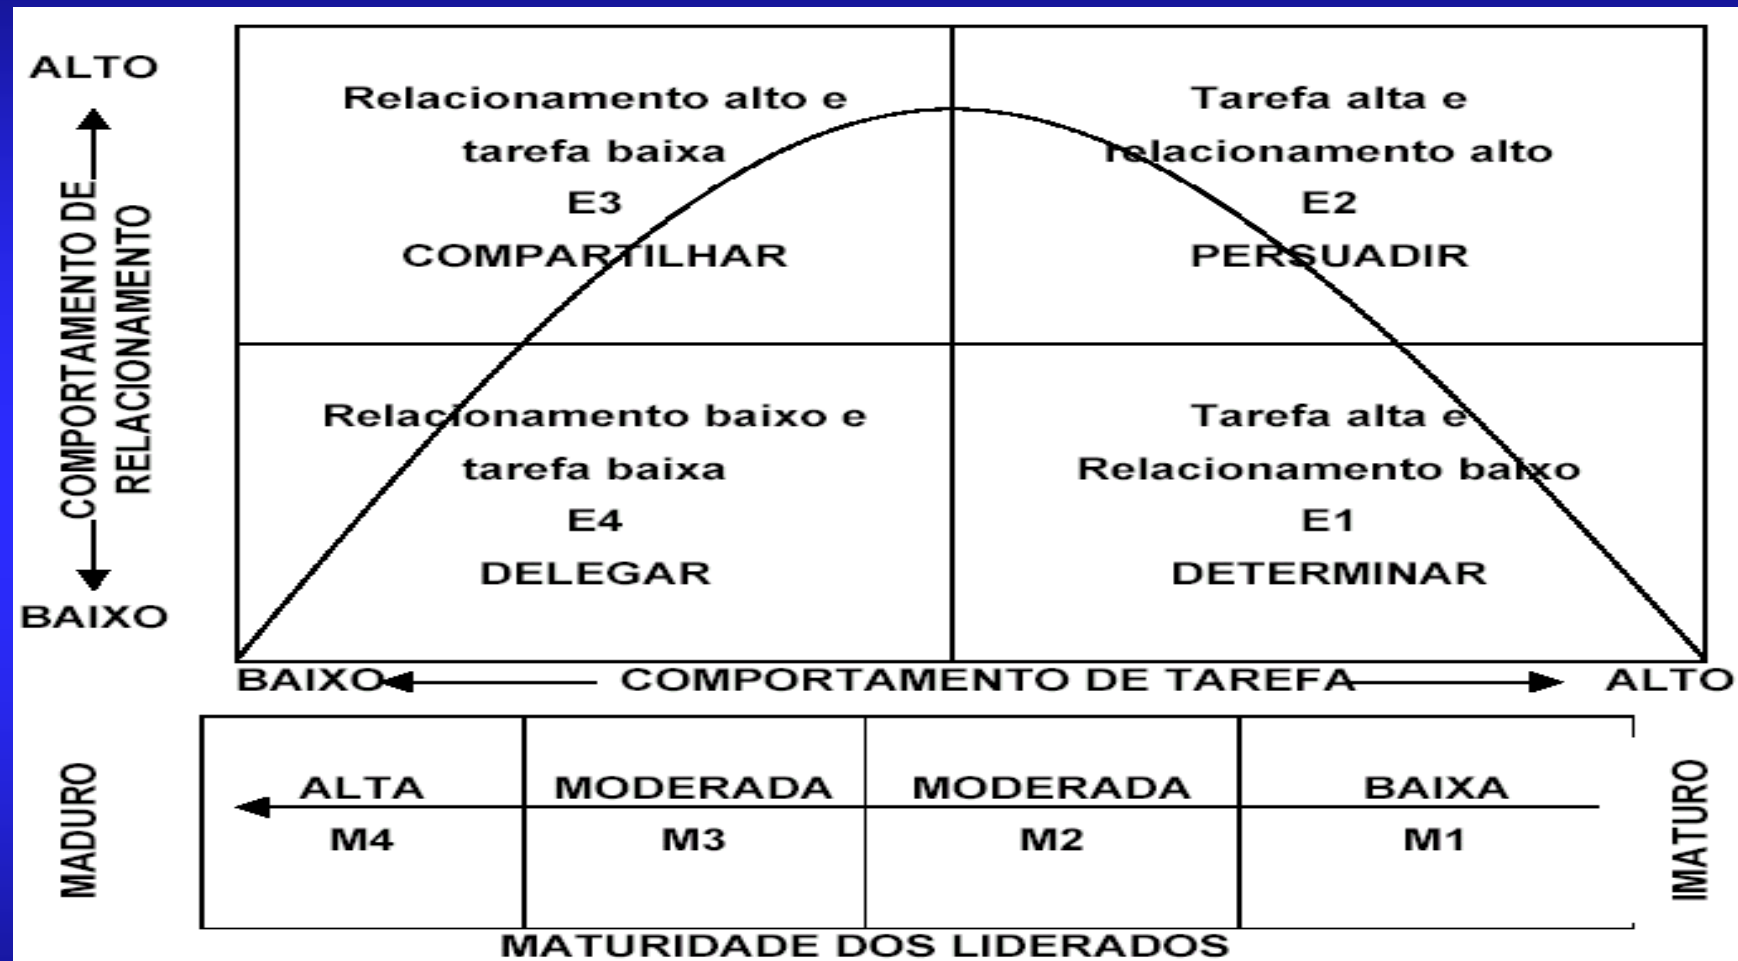 ALTO
COMPORTAMENTO DE
RELACIONAMENTO
BAIXO
Relacionamento alto e
tarefa baixa
E3
COMPARTILHAR
Tarefa alta e
relacionamento alto
E2
PERSUADIR
Relacionamento baixo e
tarefa baixa
E4
DELEGAR
Tarefa alta e
Relacionamento baixo
E1
DETERMINAR
BAIXO COMPORTAMENTO DE TAREFA ALTO
MADURO
ALTA
M4
MODERADA
M3
MODERADA
M2
BAIXA
M1
IMATURO
MATURIDADE DOS LIDERADOS